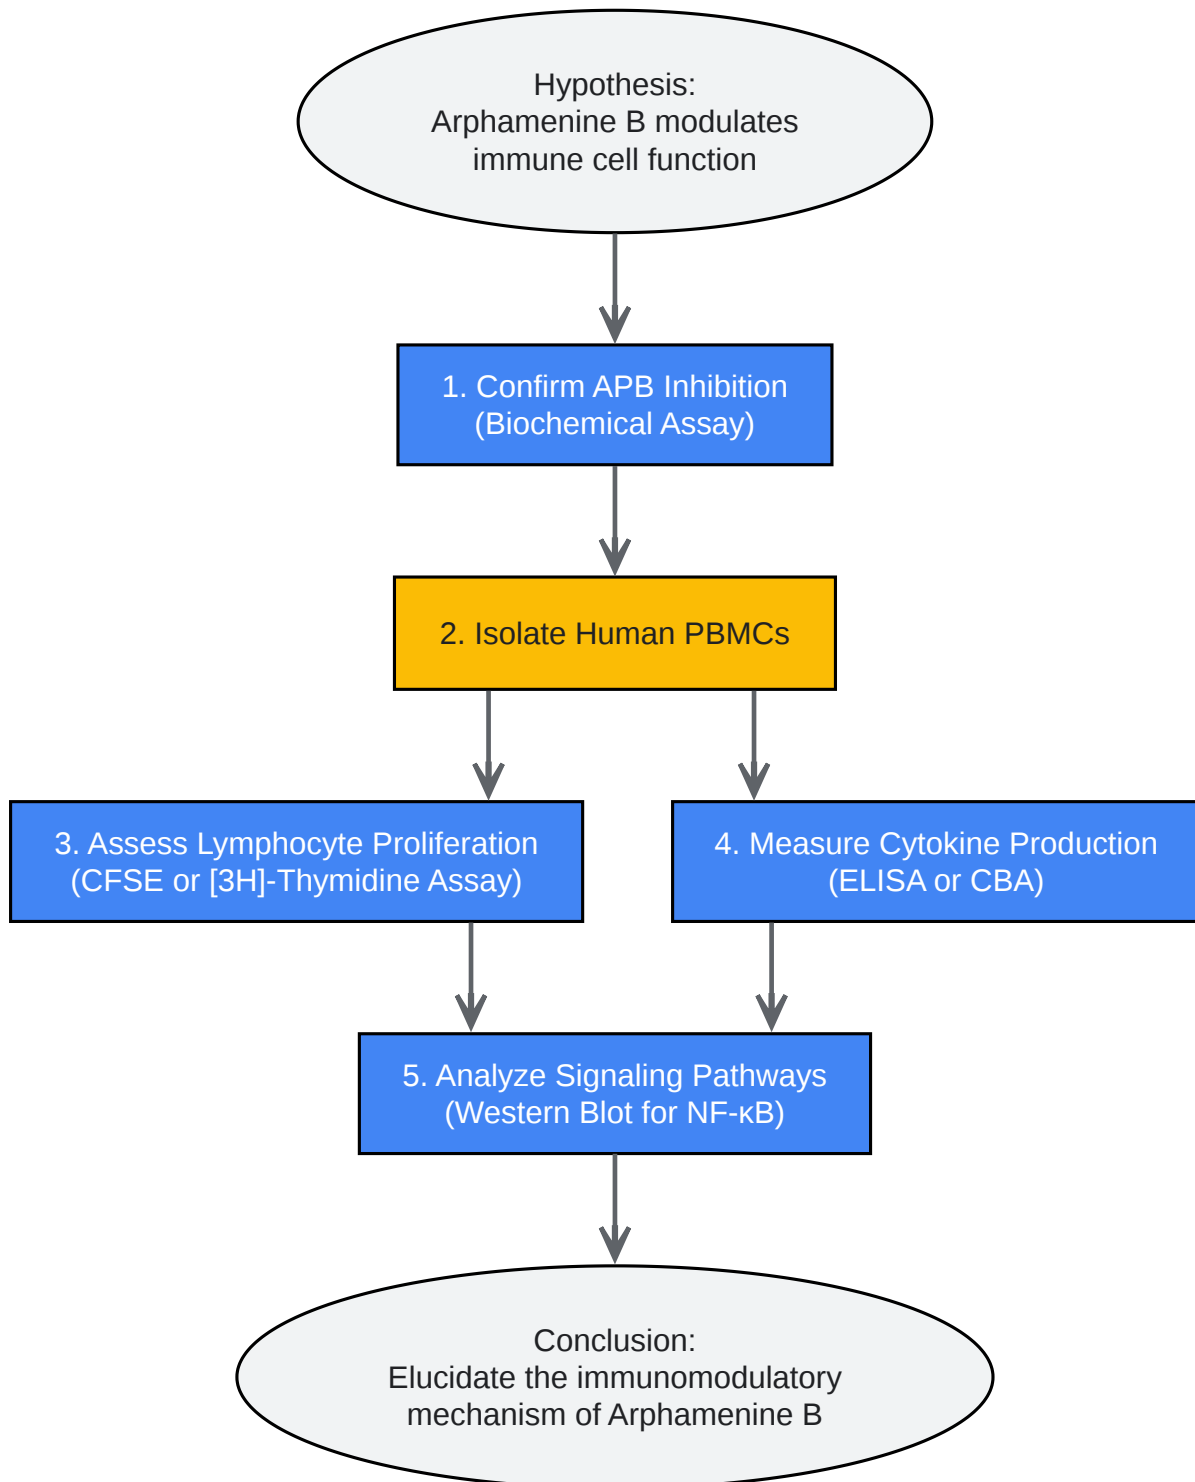 Hypothesis:
Arphamenine B modulates
immune cell function
1. Confirm APB Inhibition
(Biochemical Assay)
2. Isolate Human PBMCs
3. Assess Lymphocyte Proliferation
(CFSE or [3H]-Thymidine Assay)
4. Measure Cytokine Production
(ELISA or CBA)
5. Analyze Signaling Pathways
(Western Blot for NF-κB)
Conclusion:
Elucidate the immunomodulatory
mechanism of Arphamenine B